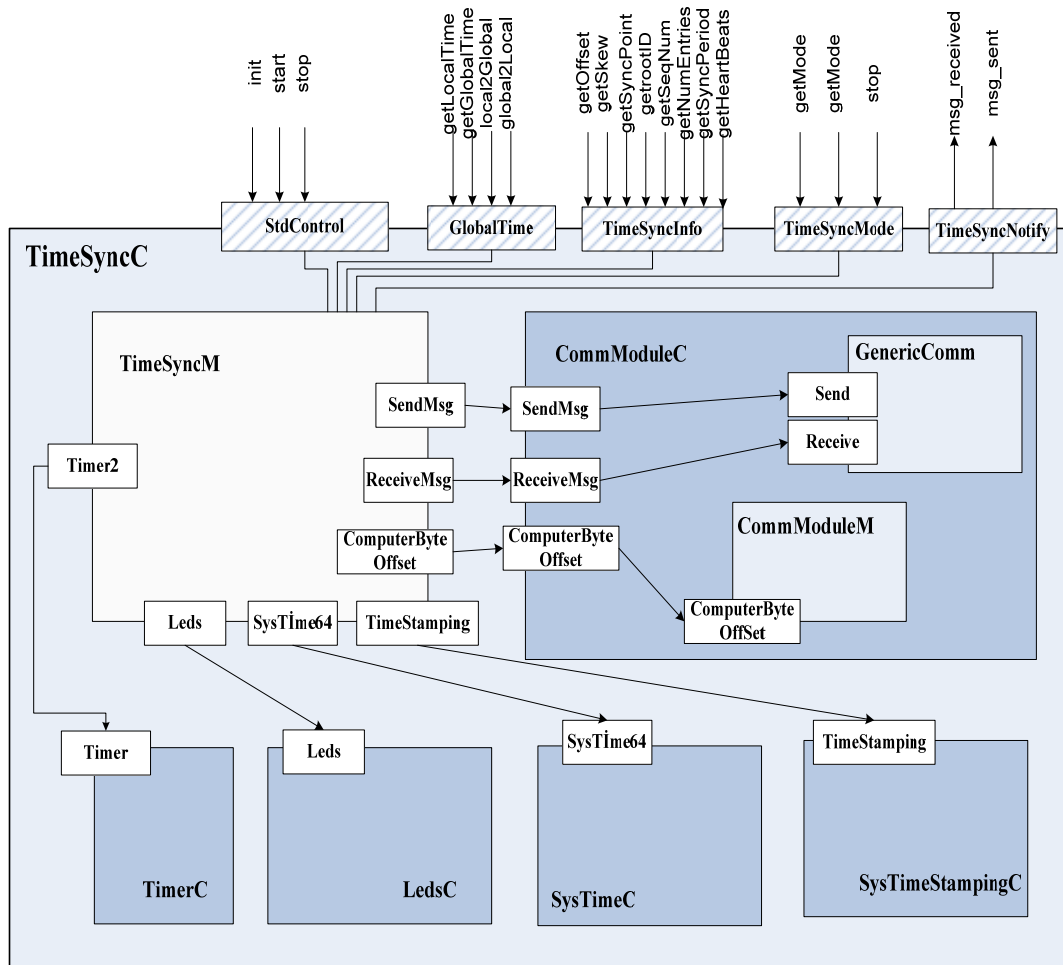 init
start
stop
getLocalTime
getGlobalTime
local2Global
global2Local
getOffset
getSkew
getSyncPoint
getrootID
getSeqNum
getNumEntries
getSyncPeriod
getHeartBeats
getMode
getMode
stop
msg_received
msg_sent
StdControl
GlobalTime
TimeSyncInfo
TimeSyncMode
TimeSyncNotify
TimeSyncC
TimeSyncM
CommModuleC
GenericComm
SendMsg
SendMsg
Send
Receive
Timer2
ReceiveMsg
ReceiveMsg
CommModuleM
ComputerByte
Offset
ComputerByte
Offset
Leds
SysTİme64
TimeStamping
ComputerByte
OffSet
Timer
Leds
SysTİme64
TimeStamping
TimerC
LedsC
SysTimeC
SysTimeStampingC